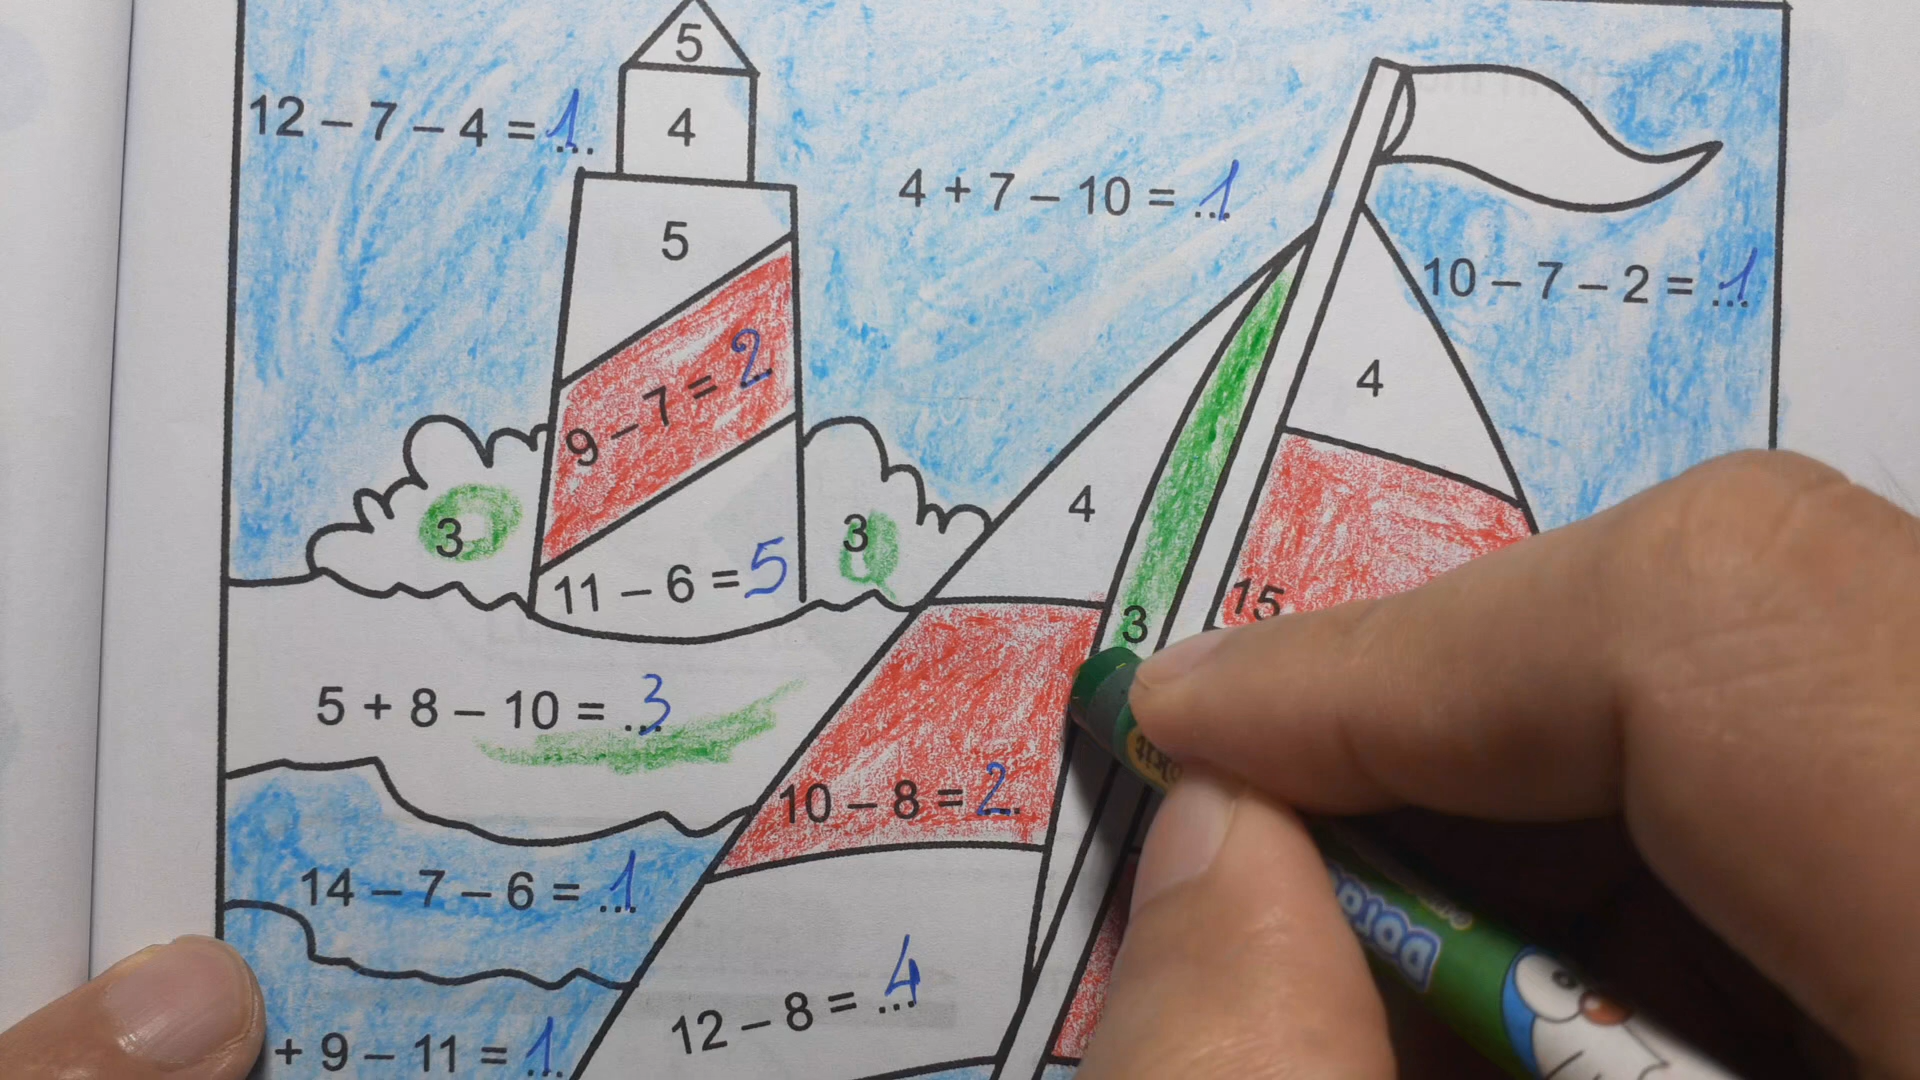 5
12 – 7 – 4 = 1
4
4 + 7 – 10 = 1
5
10 – 7 – 2 = 1
9 – 7 = 2
4
4
3
3
11 – 6 = 5
15
3
5 + 8 – 10 = 3
10 – 8 = 2
14 – 7 – 6 = 1
12 – 8 = 4
+ 9 – 11 = 1